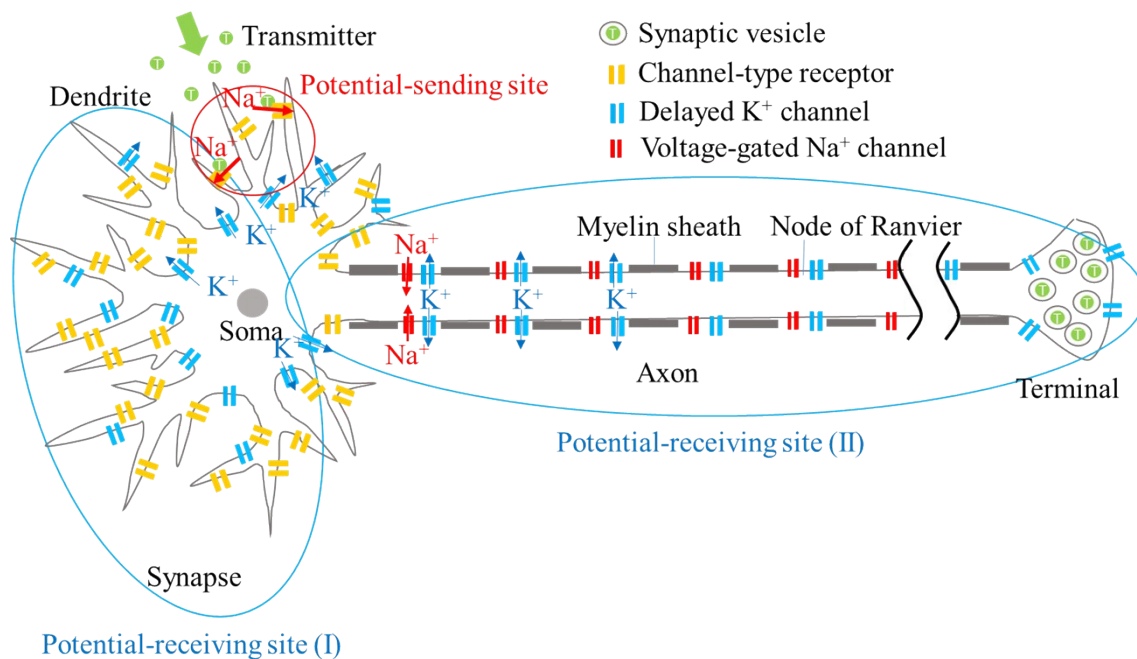 Transmitter
Synaptic vesicle
T
Channel-type receptor
Delayed K⁺ channel
Voltage-gated Na⁺ channel
Potential-sending site
Dendrite
Na⁺
Na⁺
T
T
T
T
T
T
T
K⁺
K⁺
K⁺
K⁺
Soma
Myelin sheath
Node of Ranvier
Na⁺
K⁺
K⁺
K⁺
Na⁺
Axon
T
T
T
T
T
T
T
Terminal
Potential-receiving site (II)
Synapse
Potential-receiving site (I)